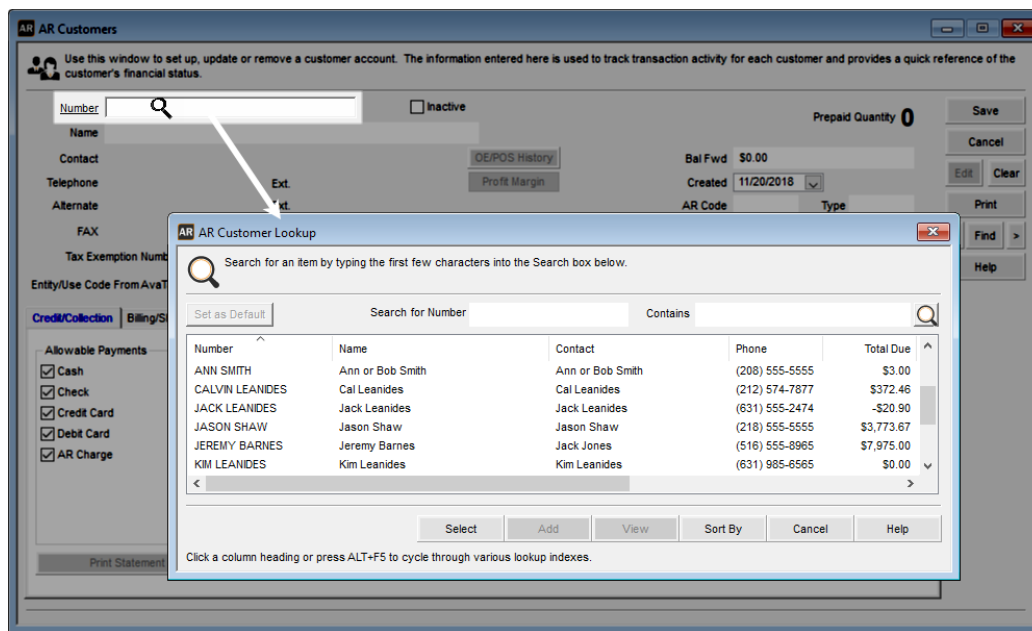 AR AR Customers
Use this window to set up, update or remove a customer account. The information entered here is used to track transaction activity for each customer and provides a quick reference of the
customer's financial status.
Number Inactive Prepaid Quantity 0 Save
Name Cancel
Contact OE/POS History Bal Fwd $0.00 Edit Clear
Telephone Ext. Profit Margin Created 11/20/2018
Alternate AR Code Type Print
FAX Find >
Tax Exemption Help
Entity/Use Code From
Credit/Collection
Allowable Payments
Cash
Check
Credit Card
Debit Card
AR Charge
Print Statement
AR AR Customer Lookup
Search for an item by typing the first few characters into the Search box below.
Set as Default Search for Number Contains
Number Name Contact Phone Total Due
ANN SMITH Ann or Bob Smith Ann or Bob Smith (208) 555-5555 $3.00
CALVIN LEANIDES Cal Leanides Cal Leanides (212) 574-7877 $372.46
JACK LEANIDES Jack Leanides Jack Leanides (631) 555-2474 -$20.90
JASON SHAW Jason Shaw Jason Shaw (218) 555-5555 $3,773.67
JEREMY BARNES Jeremy Barnes Jack Jones (516) 555-8965 $7,975.00
KIM LEANIDES Kim Leanides Kim Leanides (631) 985-6565 $0.00
Select Add View Sort By Cancel Help
Click a column heading or press ALT+F5 to cycle through various lookup indexes.